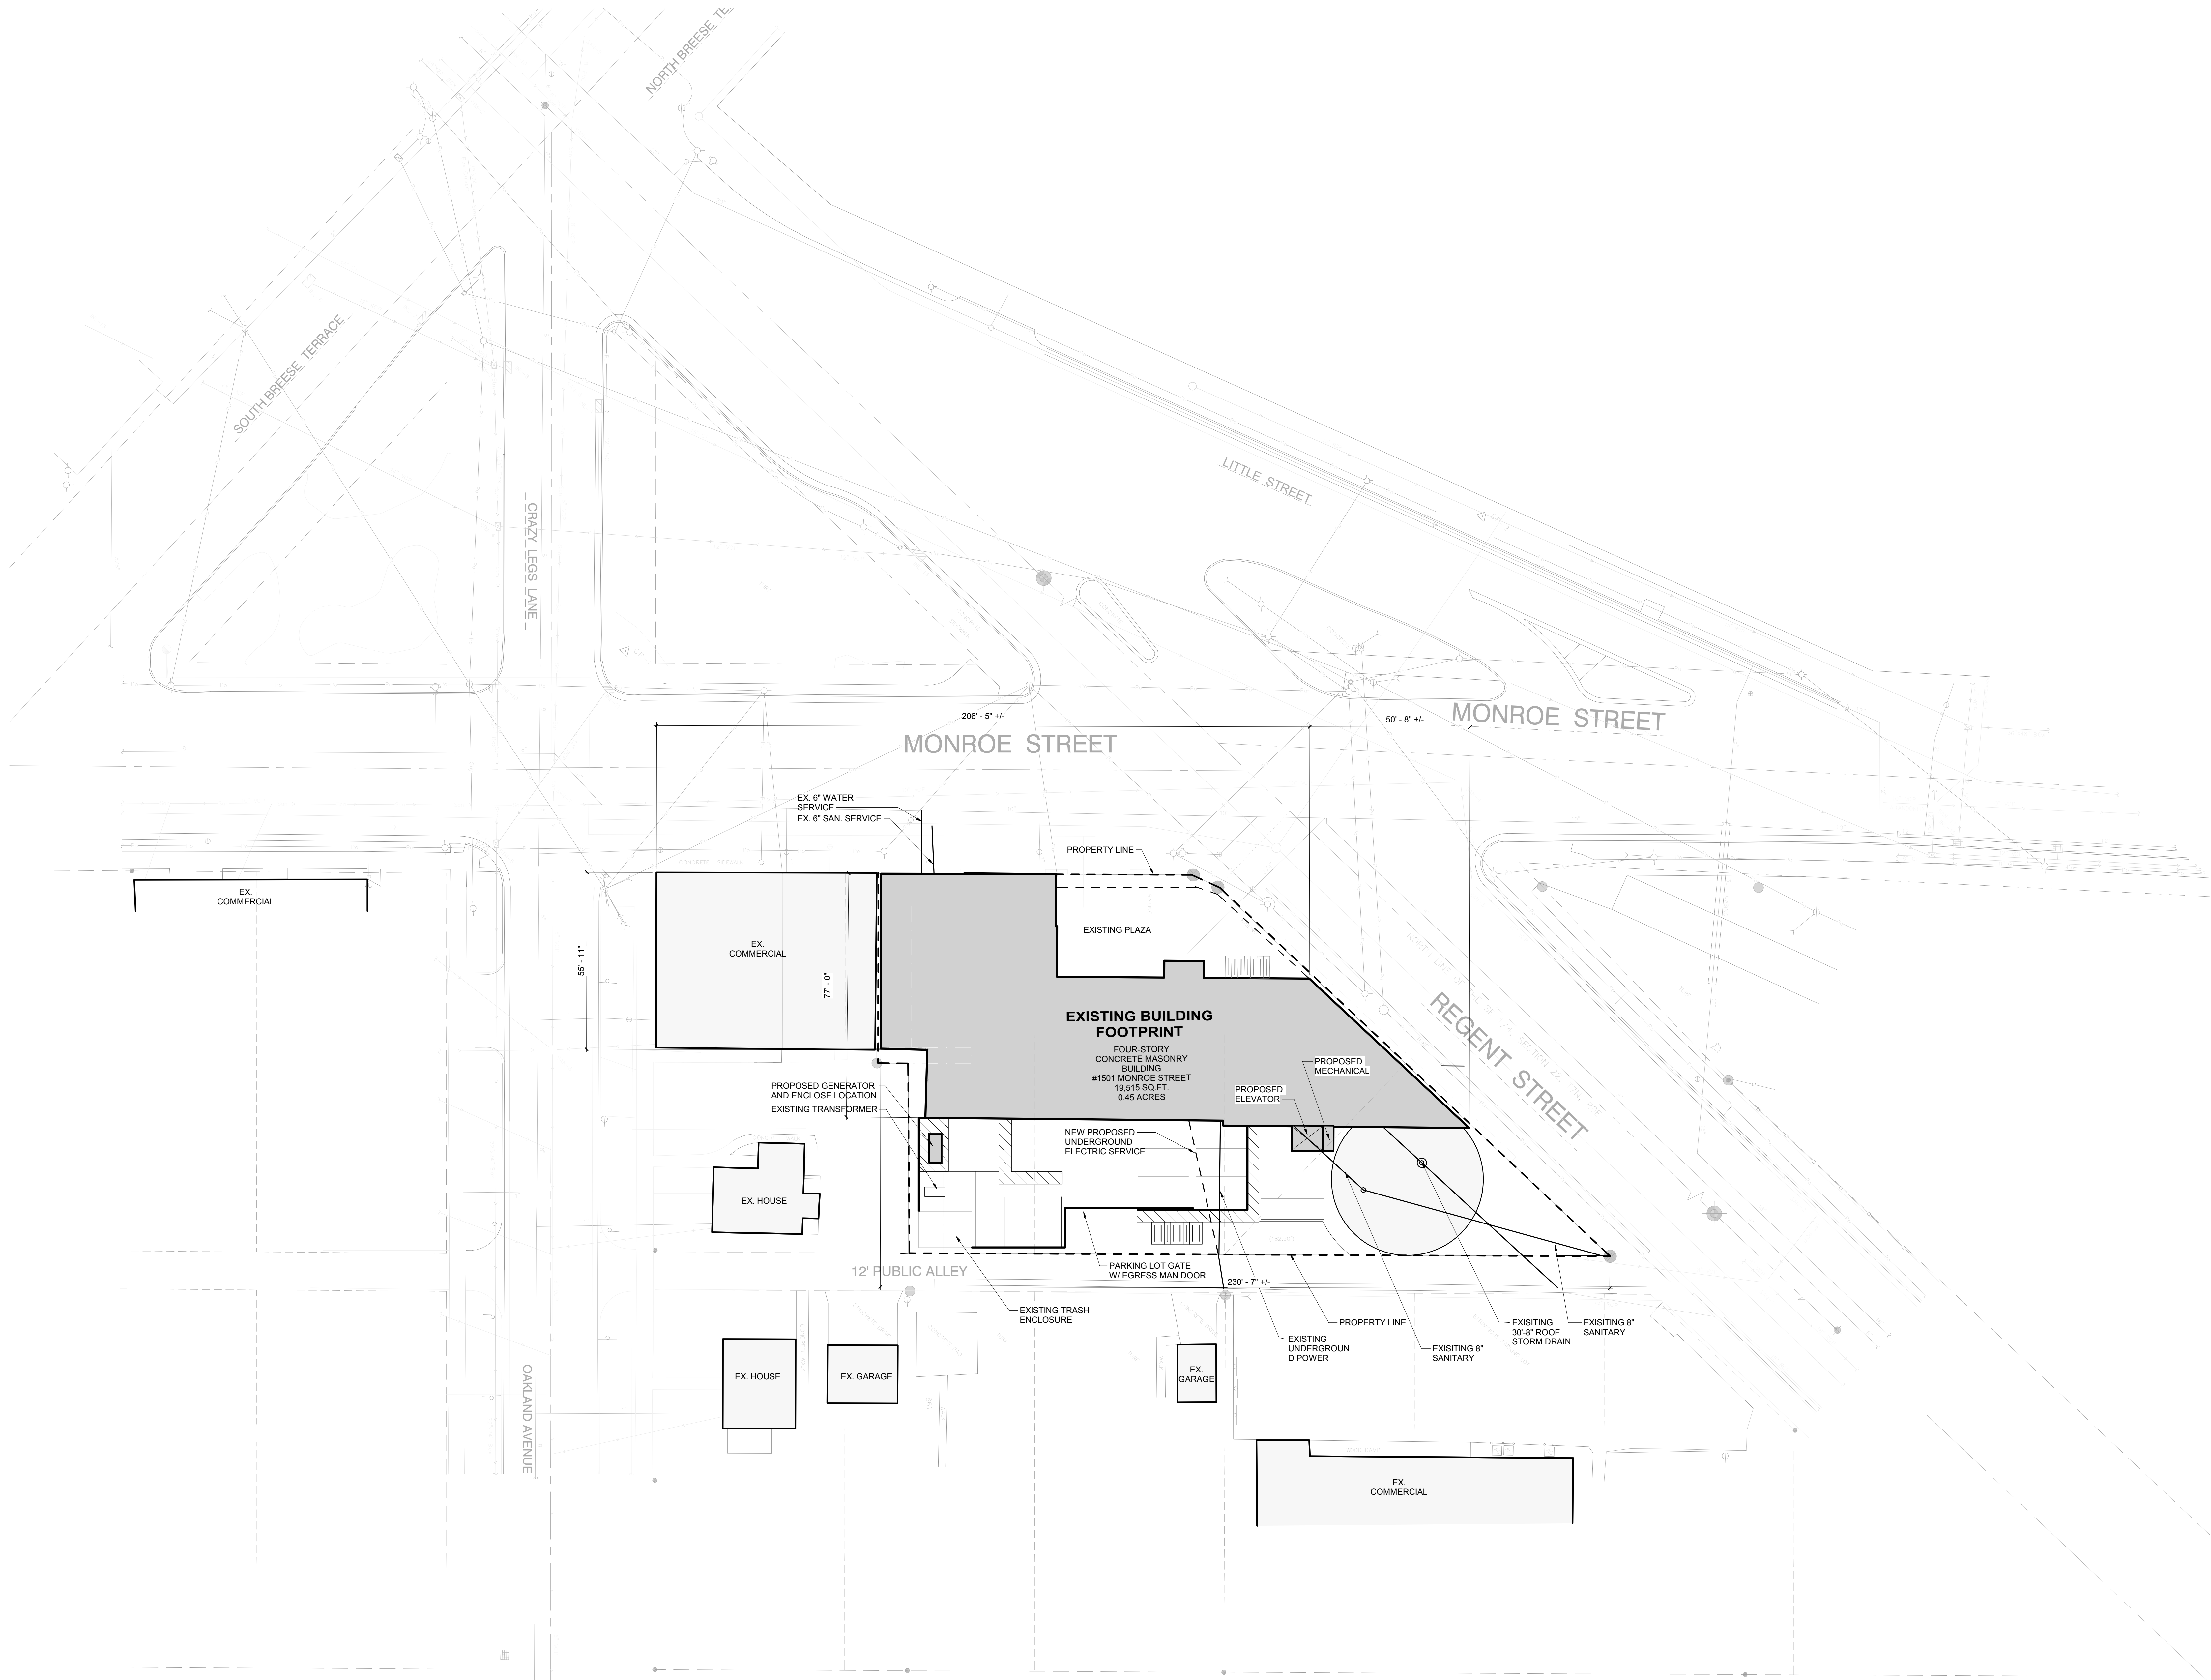 NORTH BREESE TE
SOUTH BREESE TERRACE
CRAZY LEGS LANE
LITTLE STREET
CONCRETE
SIDEWALK
CONCRETE
MONROE STREET
206' - 5" +/-
50' - 8" +/-
MONROE STREET
EX. 6" WATER
SERVICE
EX. 6" SAN. SERVICE
CONCRETE SIDEWALK
PROPERTY LINE
EX.
COMMERCIAL
EX.
COMMERCIAL
55' - 11"
77' - 0"
EXISTING PLAZA
REGENT STREET
EXISTING BUILDING
FOOTPRINT
FOUR-STORY
CONCRETE MASONRY
BUILDING
#1501 MONROE STREET
19,515 SQ.FT.
0.45 ACRES
PROPOSED
MECHANICAL
PROPOSED
ELEVATOR
PROPOSED GENERATOR
AND ENCLOSE LOCATION
EXISTING TRANSFORMER
NEW PROPOSED
UNDERGROUND
ELECTRIC SERVICE
EX. HOUSE
12' PUBLIC ALLEY
PARKING LOT GATE
W/ EGRESS MAN DOOR
230' - 7" +/-
EXISTING TRASH
ENCLOSURE
PROPERTY LINE
EXISTING
UNDERGROUN
D POWER
EXISITING 8"
SANITARY
EXISITING
30'-8" ROOF
STORM DRAIN
EXISITING 8"
SANITARY
EX. HOUSE
EX. GARAGE
EX.
GARAGE
OAKLAND AVENUE
EX.
COMMERCIAL